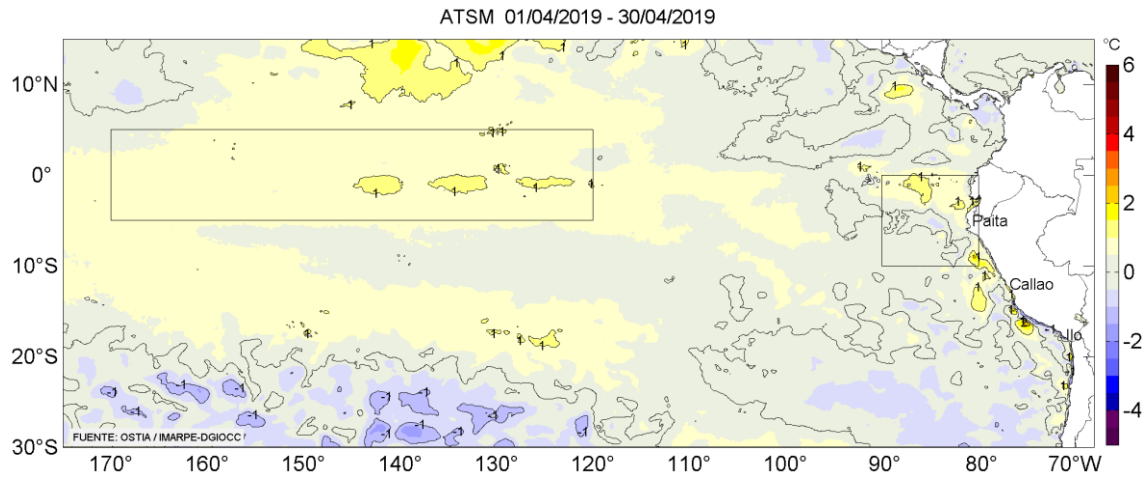 ATSM 01/04/2019 - 30/04/2019
°C
10°N
0°
10°S
20°S
30°S
6
4
2
0
-2
-4
Paita
Callao
Ilo
FUENTE: OSTIA / IMARPE-DGIOCC /
170° 160° 150° 140° 130° 120° 110° 100° 90° 80° 70°W